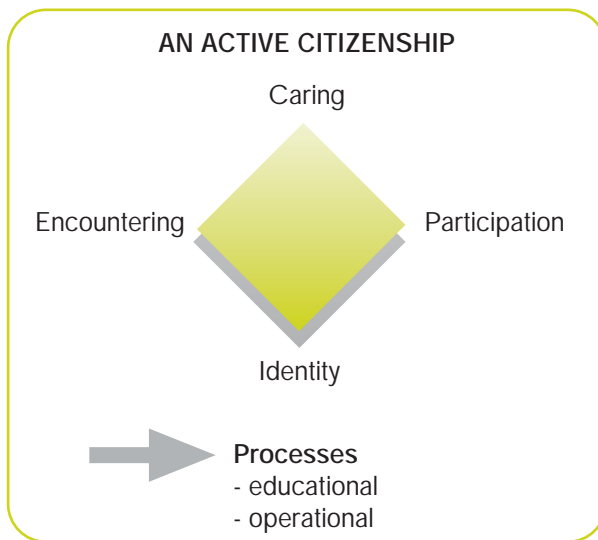 AN ACTIVE CITIZENSHIP
Caring
Encountering
Participation
Identity
Processes
- educational
- operational